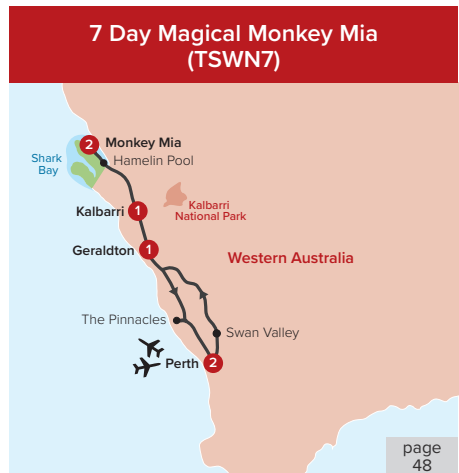 7 Day Magical Monkey Mia
(TSWN7)
2 Monkey Mia
Hamelin Pool
Shark
Bay
Kalbarri 1
Kalbarri
National Park
Geraldton 1
Western Australia
The Pinnacles
Swan Valley
Perth 2
page
48